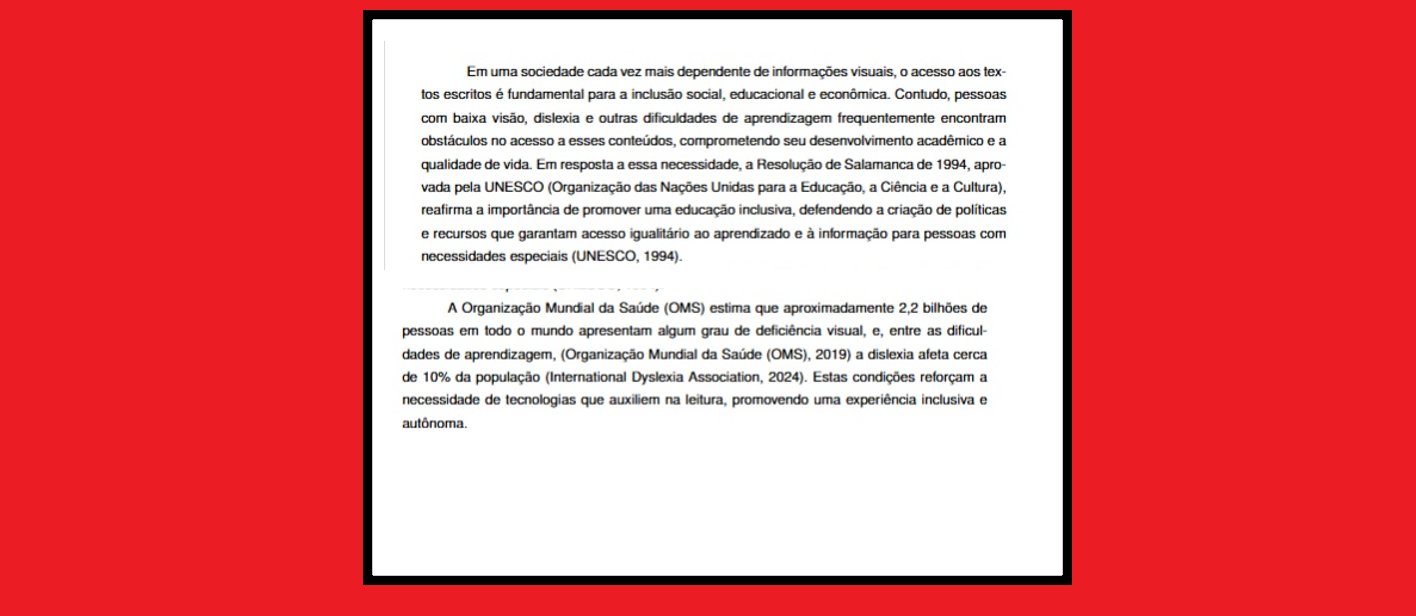 Em uma sociedade cada vez mais dependente de informações visuais, o acesso aos tex-
tos escritos é fundamental para a inclusão social, educacional e econômica. Contudo, pessoas
com baixa visão, dislexia e outras dificuldades de aprendizagem frequentemente encontram
obstáculos no acesso a esses conteúdos, comprometendo seu desenvolvimento acadêmico e a
qualidade de vida. Em resposta a essa necessidade, a Resolução de Salamanca de 1994, apro-
vada pela UNESCO (Organização das Nações Unidas para a Educação, a Ciência e a Cultura),
reafirma a importância de promover uma educação inclusiva, defendendo a criação de políticas
e recursos que garantam acesso igualitário ao aprendizado e à informação para pessoas com
necessidades especiais (UNESCO, 1994).
A Organização Mundial da Saúde (OMS) estima que aproximadamente 2,2 bilhões de
pessoas em todo o mundo apresentam algum grau de deficiência visual, e, entre as dificul-
dades de aprendizagem, (Organização Mundial da Saúde (OMS), 2019) a dislexia afeta cerca
de 10% da população (International Dyslexia Association, 2024). Estas condições reforçam a
necessidade de tecnologias que auxiliem na leitura, promovendo uma experiência inclusiva e
autônoma.